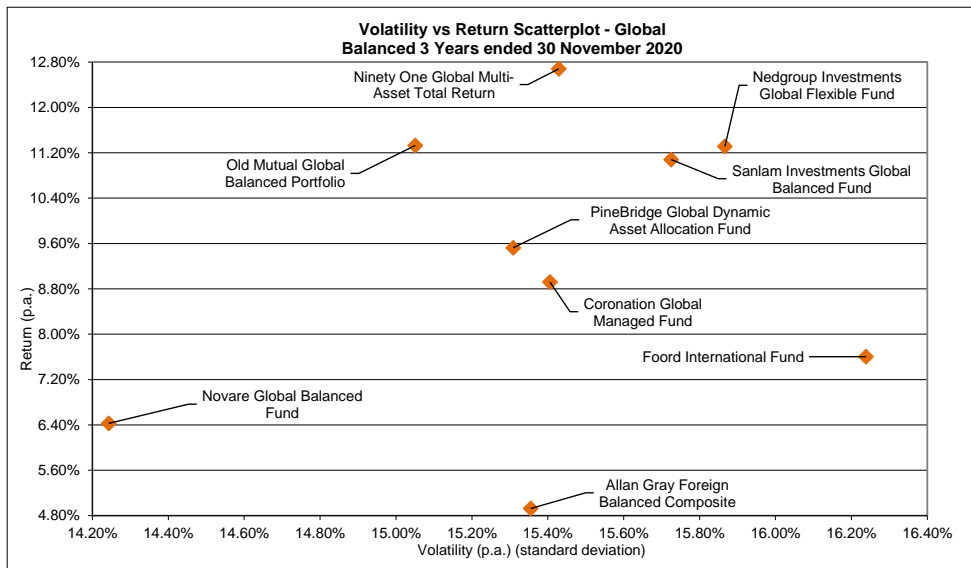 Volatility vs Return Scatterplot - Global
Balanced 3 Years ended 30 November 2020
12.80%
12.00%
11.20%
10.40%
9.60%
8.80%
8.00%
7.20%
6.40%
5.60%
4.80%
Return (p.a.)
Ninety One Global Multi-
Asset Total Return
Nedgroup Investments
Global Flexible Fund
Old Mutual Global
Balanced Portfolio
Sanlam Investments Global
Balanced Fund
PineBridge Global Dynamic
Asset Allocation Fund
Coronation Global
Managed Fund
Foord International Fund
Novare Global Balanced
Fund
Allan Gray Foreign
Balanced Composite
14.20% 14.40% 14.60% 14.80% 15.00% 15.20% 15.40% 15.60% 15.80% 16.00% 16.20% 16.40%
Volatility (p.a.) (standard deviation)